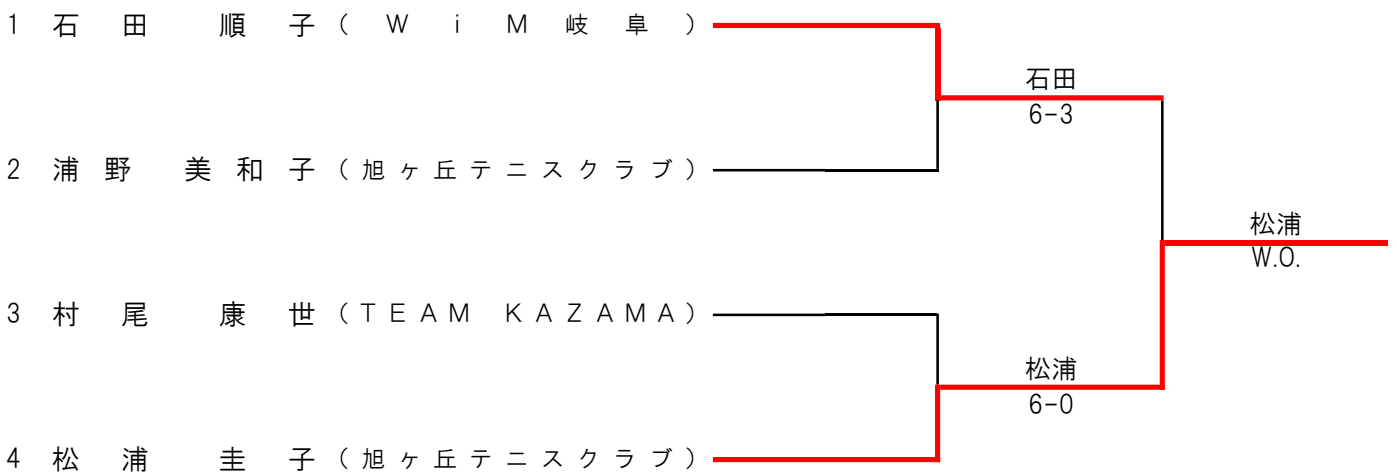 1 石田 順子(WiM岐阜)
石田
6-3
2 浦野 美和子(旭ヶ丘テニスクラブ)
松浦
W.O.
3 村尾 康世(TEAM KAZAMA)
松浦
6-0
4 松浦 圭子(旭ヶ丘テニスクラブ)